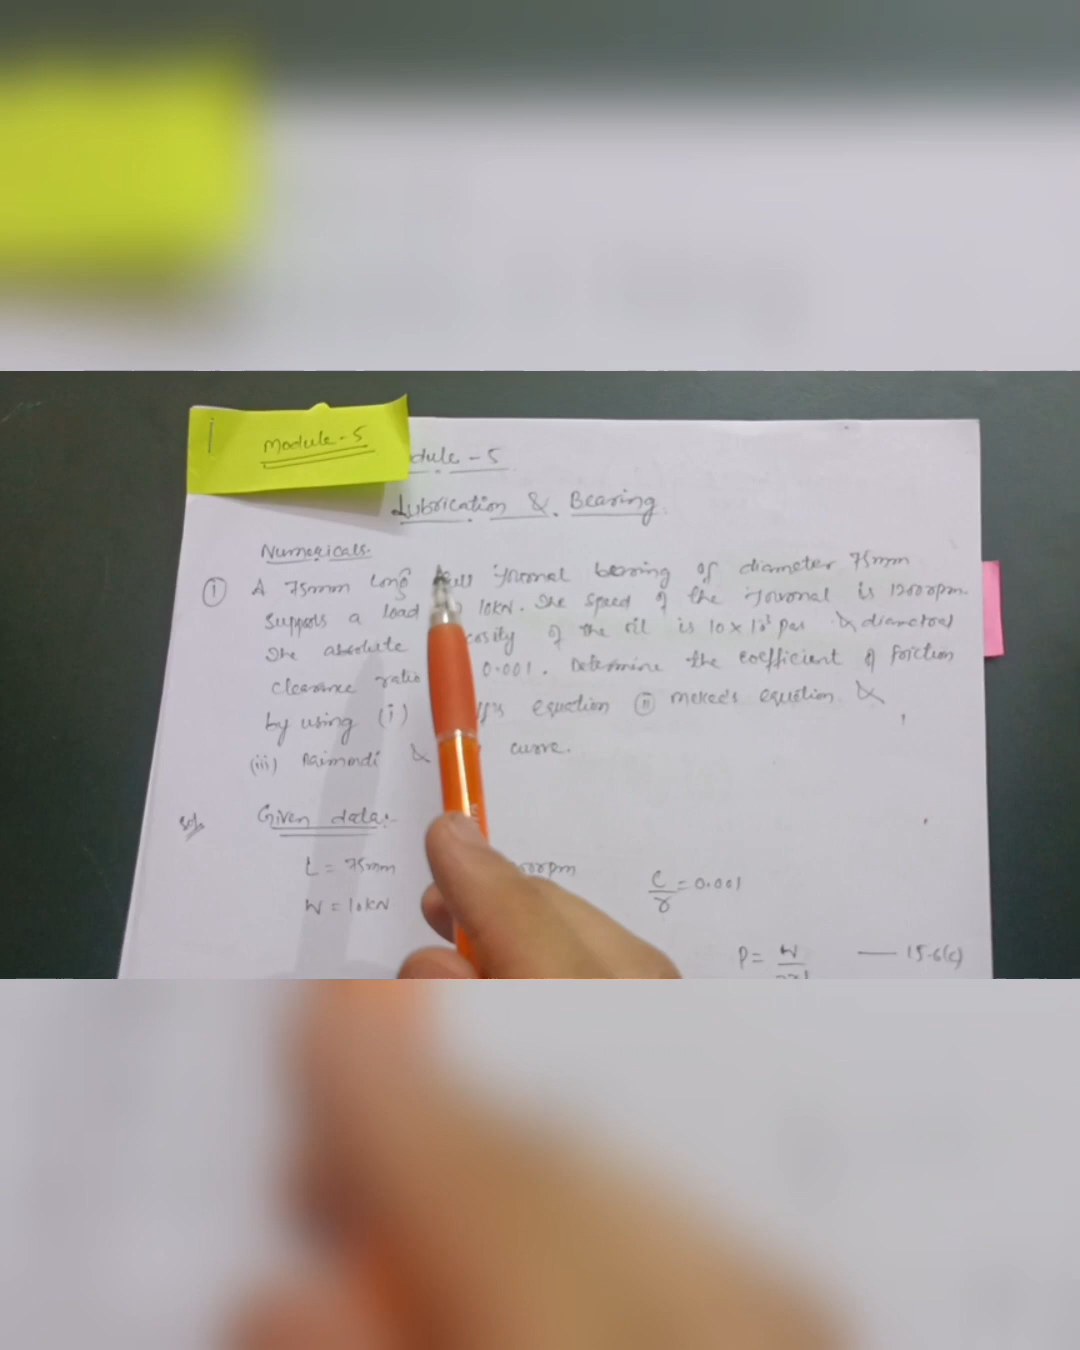 Module-5
dule - 5
Lubrication & Bearing
Numericals.
① A 75mm long full Journal bearing of diameter 75mm
supports a load 10kN. The speed of the Journal is 1200rpm.
The absolute cosity of the oil is 10×10³ Pas & diametral
clearance ratio 0.001. Determine the coefficient of friction
by using (i) equation ⑪ mckee's equation &
(iii) Raimondi & curve.
Sol. Given data:-
L = 75mm 00rpm c/r = 0.001
W = 10kN
P = W 15.6(c)